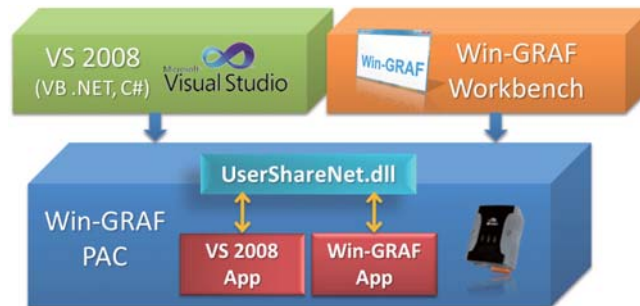 VS 2008
(VB .NET, C#)
Microsoft
Visual Studio
Win-GRAF
Win-GRAF
Workbench
UserShareNet.dll
Win-GRAF
PAC
VS 2008
App
Win-GRAF
App